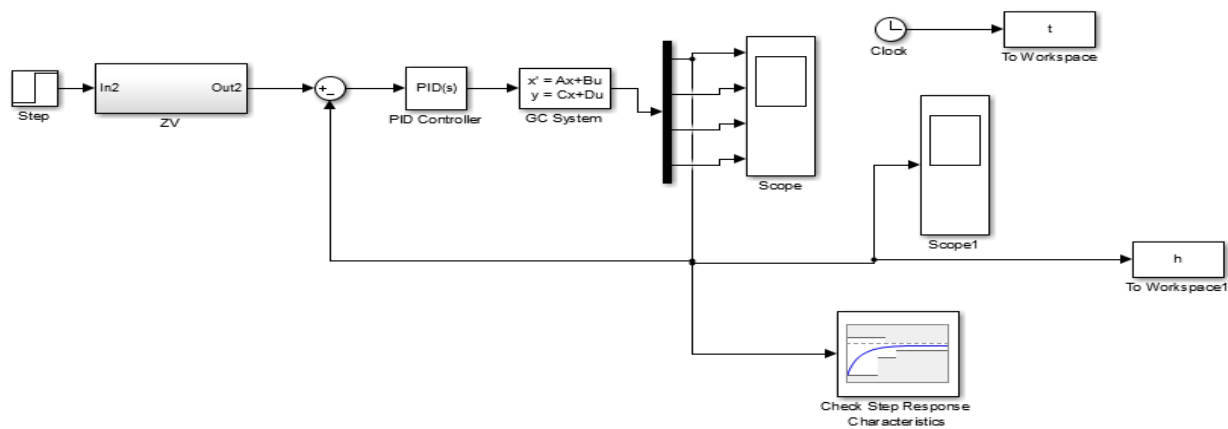 Step
In2
Out2
ZV
+
−
PID(s)
PID Controller
x' = Ax+Bu
y = Cx+Du
GC System
Scope
Clock
t
To Workspace
Scope1
h
To Workspace1
Check Step Response
Characteristics